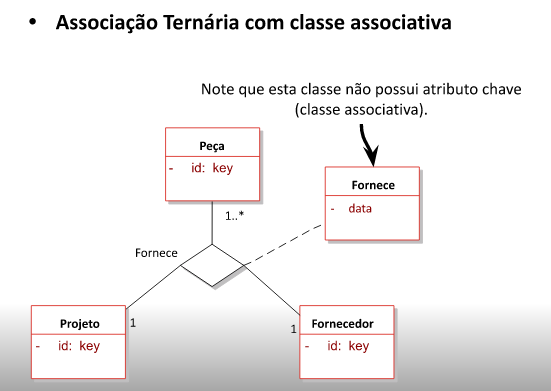 • Associação Ternária com classe associativa
Note que esta classe não possui atributo chave
(classe associativa).
Peça
- id: key
Fornece
- data
1..*
Fornece
Projeto
- id: key
1
1
Fornecedor
- id: key